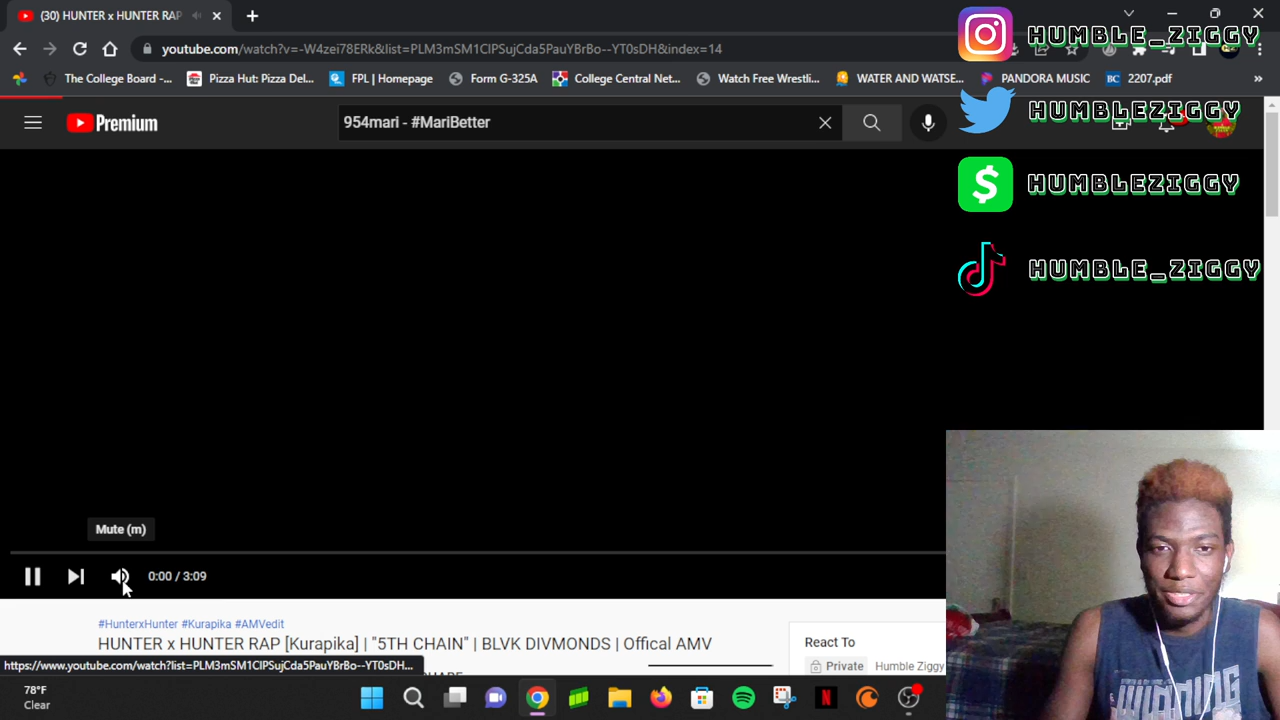 (30) HUNTER x HUNTER RAP
youtube.com/watch?v=-W4zei78ERk&list=PLM3mSM1ClPSujCda5PauYBrBo--YT0sDH&index=14
The College Board -...
Pizza Hut: Pizza Del...
FPL | Homepage
Form G-325A
College Central Net...
Watch Free Wrestli...
WATER AND WATSE...
PANDORA MUSIC
BC 2207.pdf
»
Premium
954mari - #MariBetter
HUMBLE_ZIGGY
HUMBLEZIGGY
$ HUMBLEZIGGY
HUMBLE_ZIGGY
Mute (m)
0:00 / 3:09
#HunterxHunter #Kurapika #AMVedit
HUNTER x HUNTER RAP [Kurapika] | "5TH CHAIN" | BLVK DIVMONDS | Offical AMV
React To
Private Humble Ziggy
https://www.youtube.com/watch?list=PLM3mSM1ClPSujCda5PauYBrBo--YT0sDH...
78°F
Clear